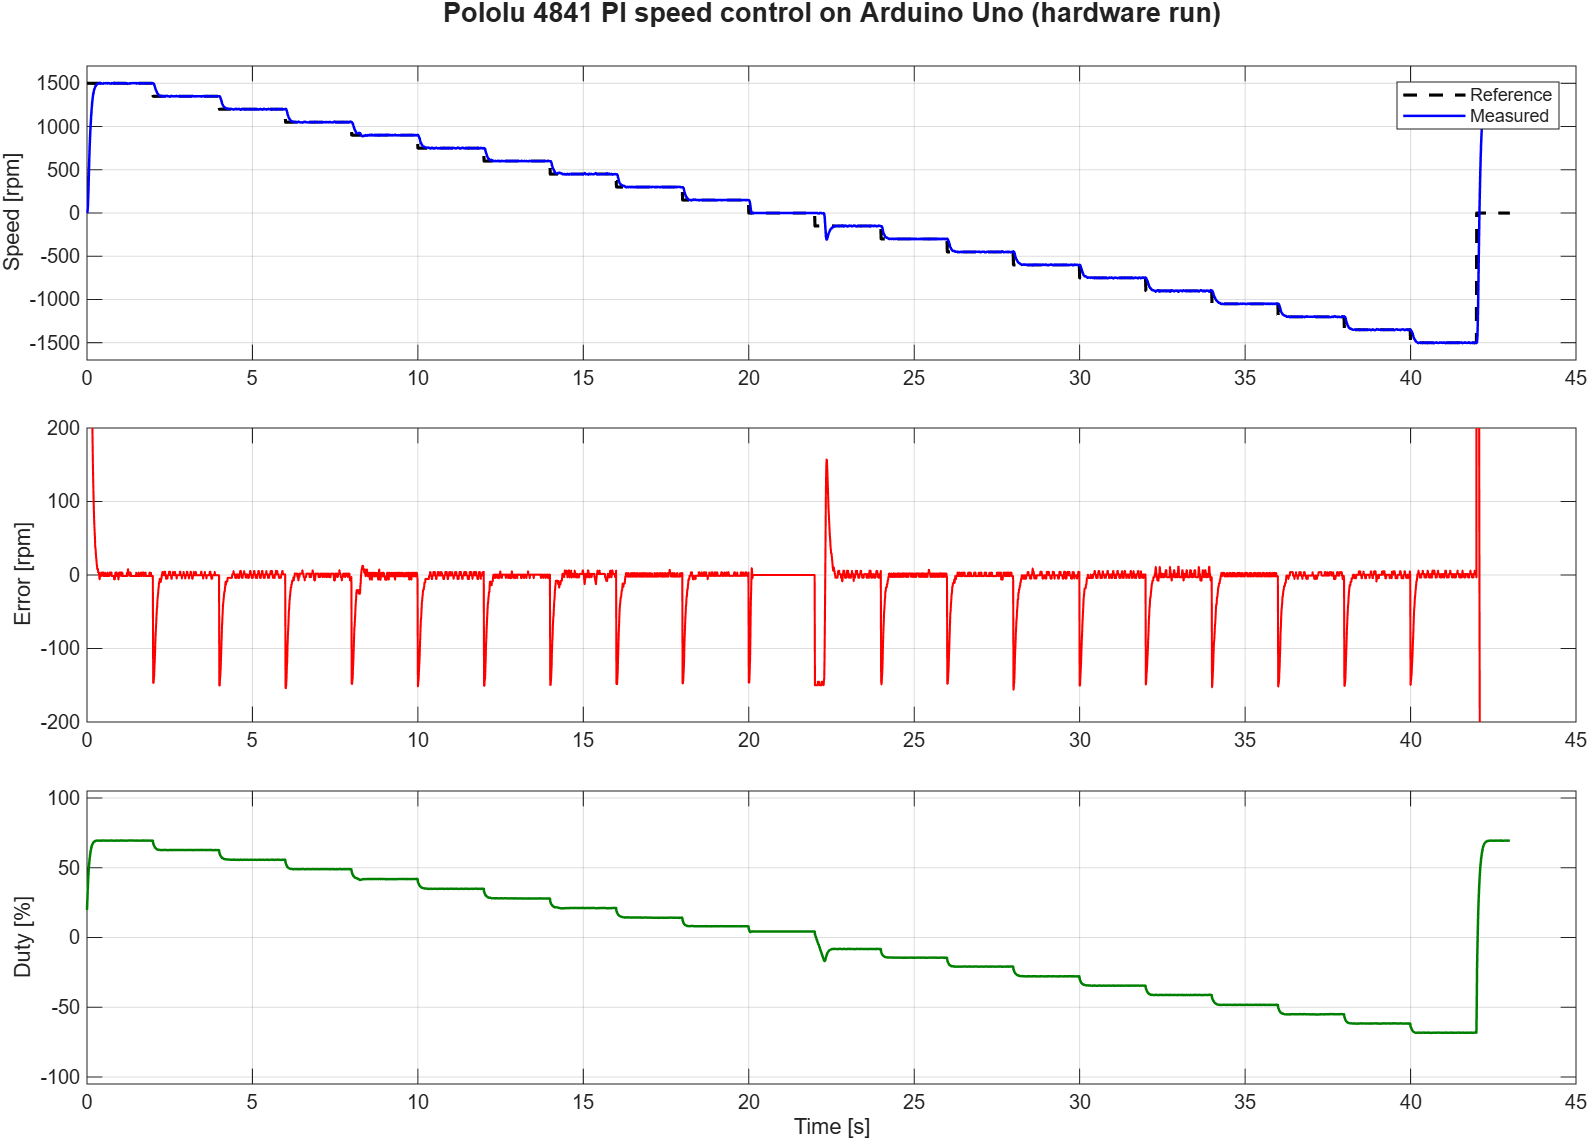 Pololu 4841 PI speed control on Arduino Uno (hardware run)
1500
1000
500
0
-500
-1000
-1500
Speed [rpm]
Reference
Measured
0 5 10 15 20 25 30 35 40 45
200
100
0
-100
-200
Error [rpm]
0 5 10 15 20 25 30 35 40 45
100
50
0
-50
-100
Duty [%]
0 5 10 15 20 25 30 35 40 45
Time [s]